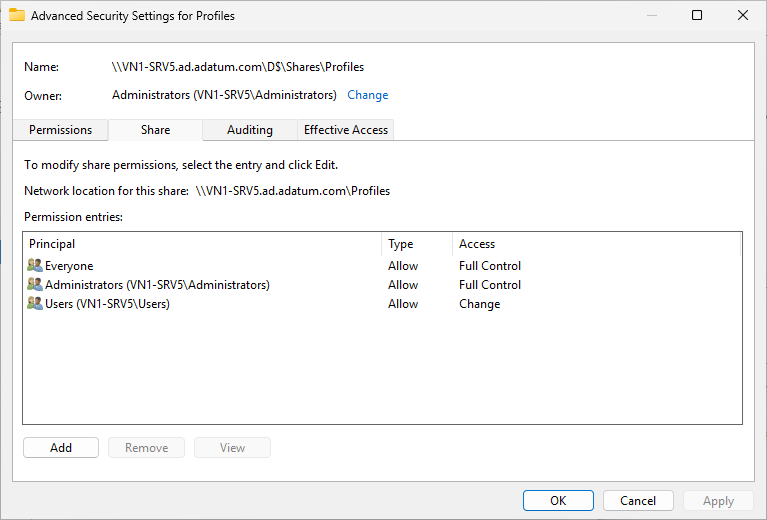 Advanced Security Settings for Profiles
Name: \\VN1-SRV5.ad.adatum.com\D$\Shares\Profiles
Owner: Administrators (VN1-SRV5\Administrators) Change
Permissions Share Auditing Effective Access
To modify share permissions, select the entry and click Edit.
Network location for this share: \\VN1-SRV5.ad.adatum.com\Profiles
Permission entries:
Principal Type Access
Everyone Allow Full Control
Administrators (VN1-SRV5\Administrators) Allow Full Control
Users (VN1-SRV5\Users) Allow Change
Add Remove View
OK Cancel Apply